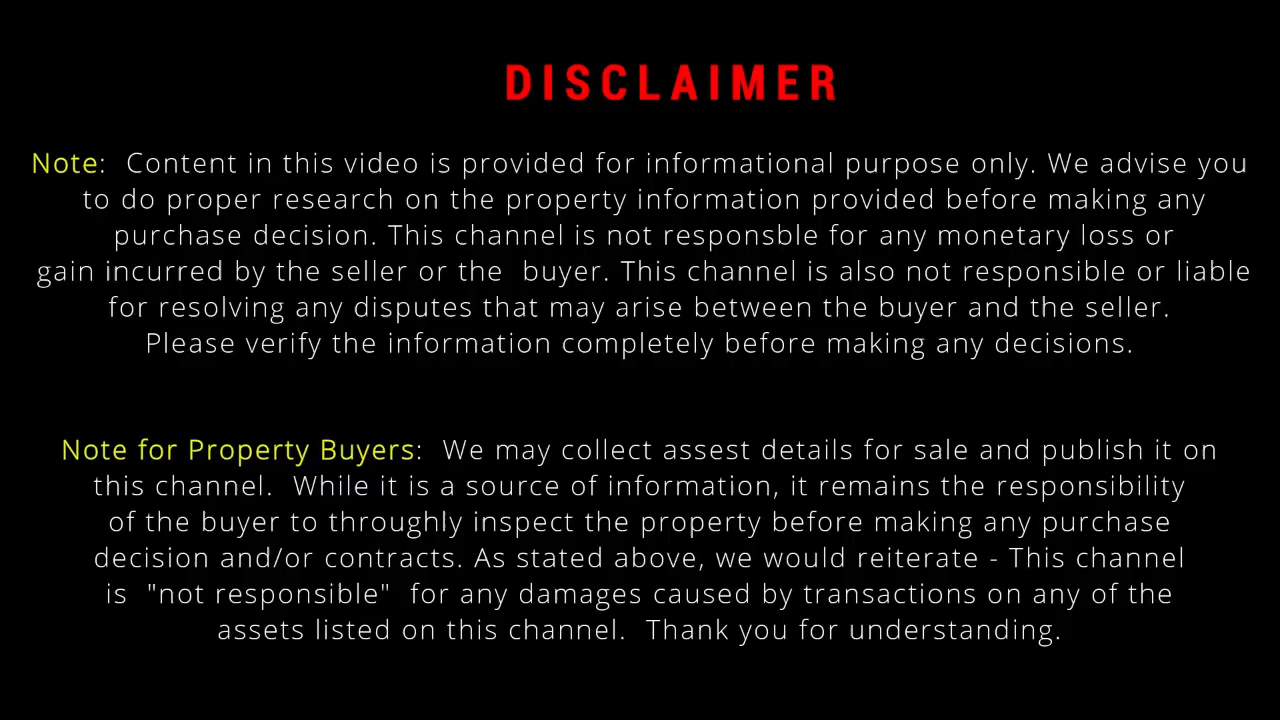 DISCLAIMER
Note:  Content in this video is provided for informational purpose only. We advise you
to do proper research on the property information provided before making any
purchase decision. This channel is not responsble for any monetary loss or
gain incurred by the seller or the  buyer. This channel is also not responsible or liable
for resolving any disputes that may arise between the buyer and the seller.
Please verify the information completely before making any decisions.
Note for Property Buyers:  We may collect assest details for sale and publish it on
this channel.  While it is a source of information, it remains the responsibility
of the buyer to throughly inspect the property before making any purchase
decision and/or contracts. As stated above, we would reiterate - This channel
is  "not responsible"  for any damages caused by transactions on any of the
assets listed on this channel.  Thank you for understanding.